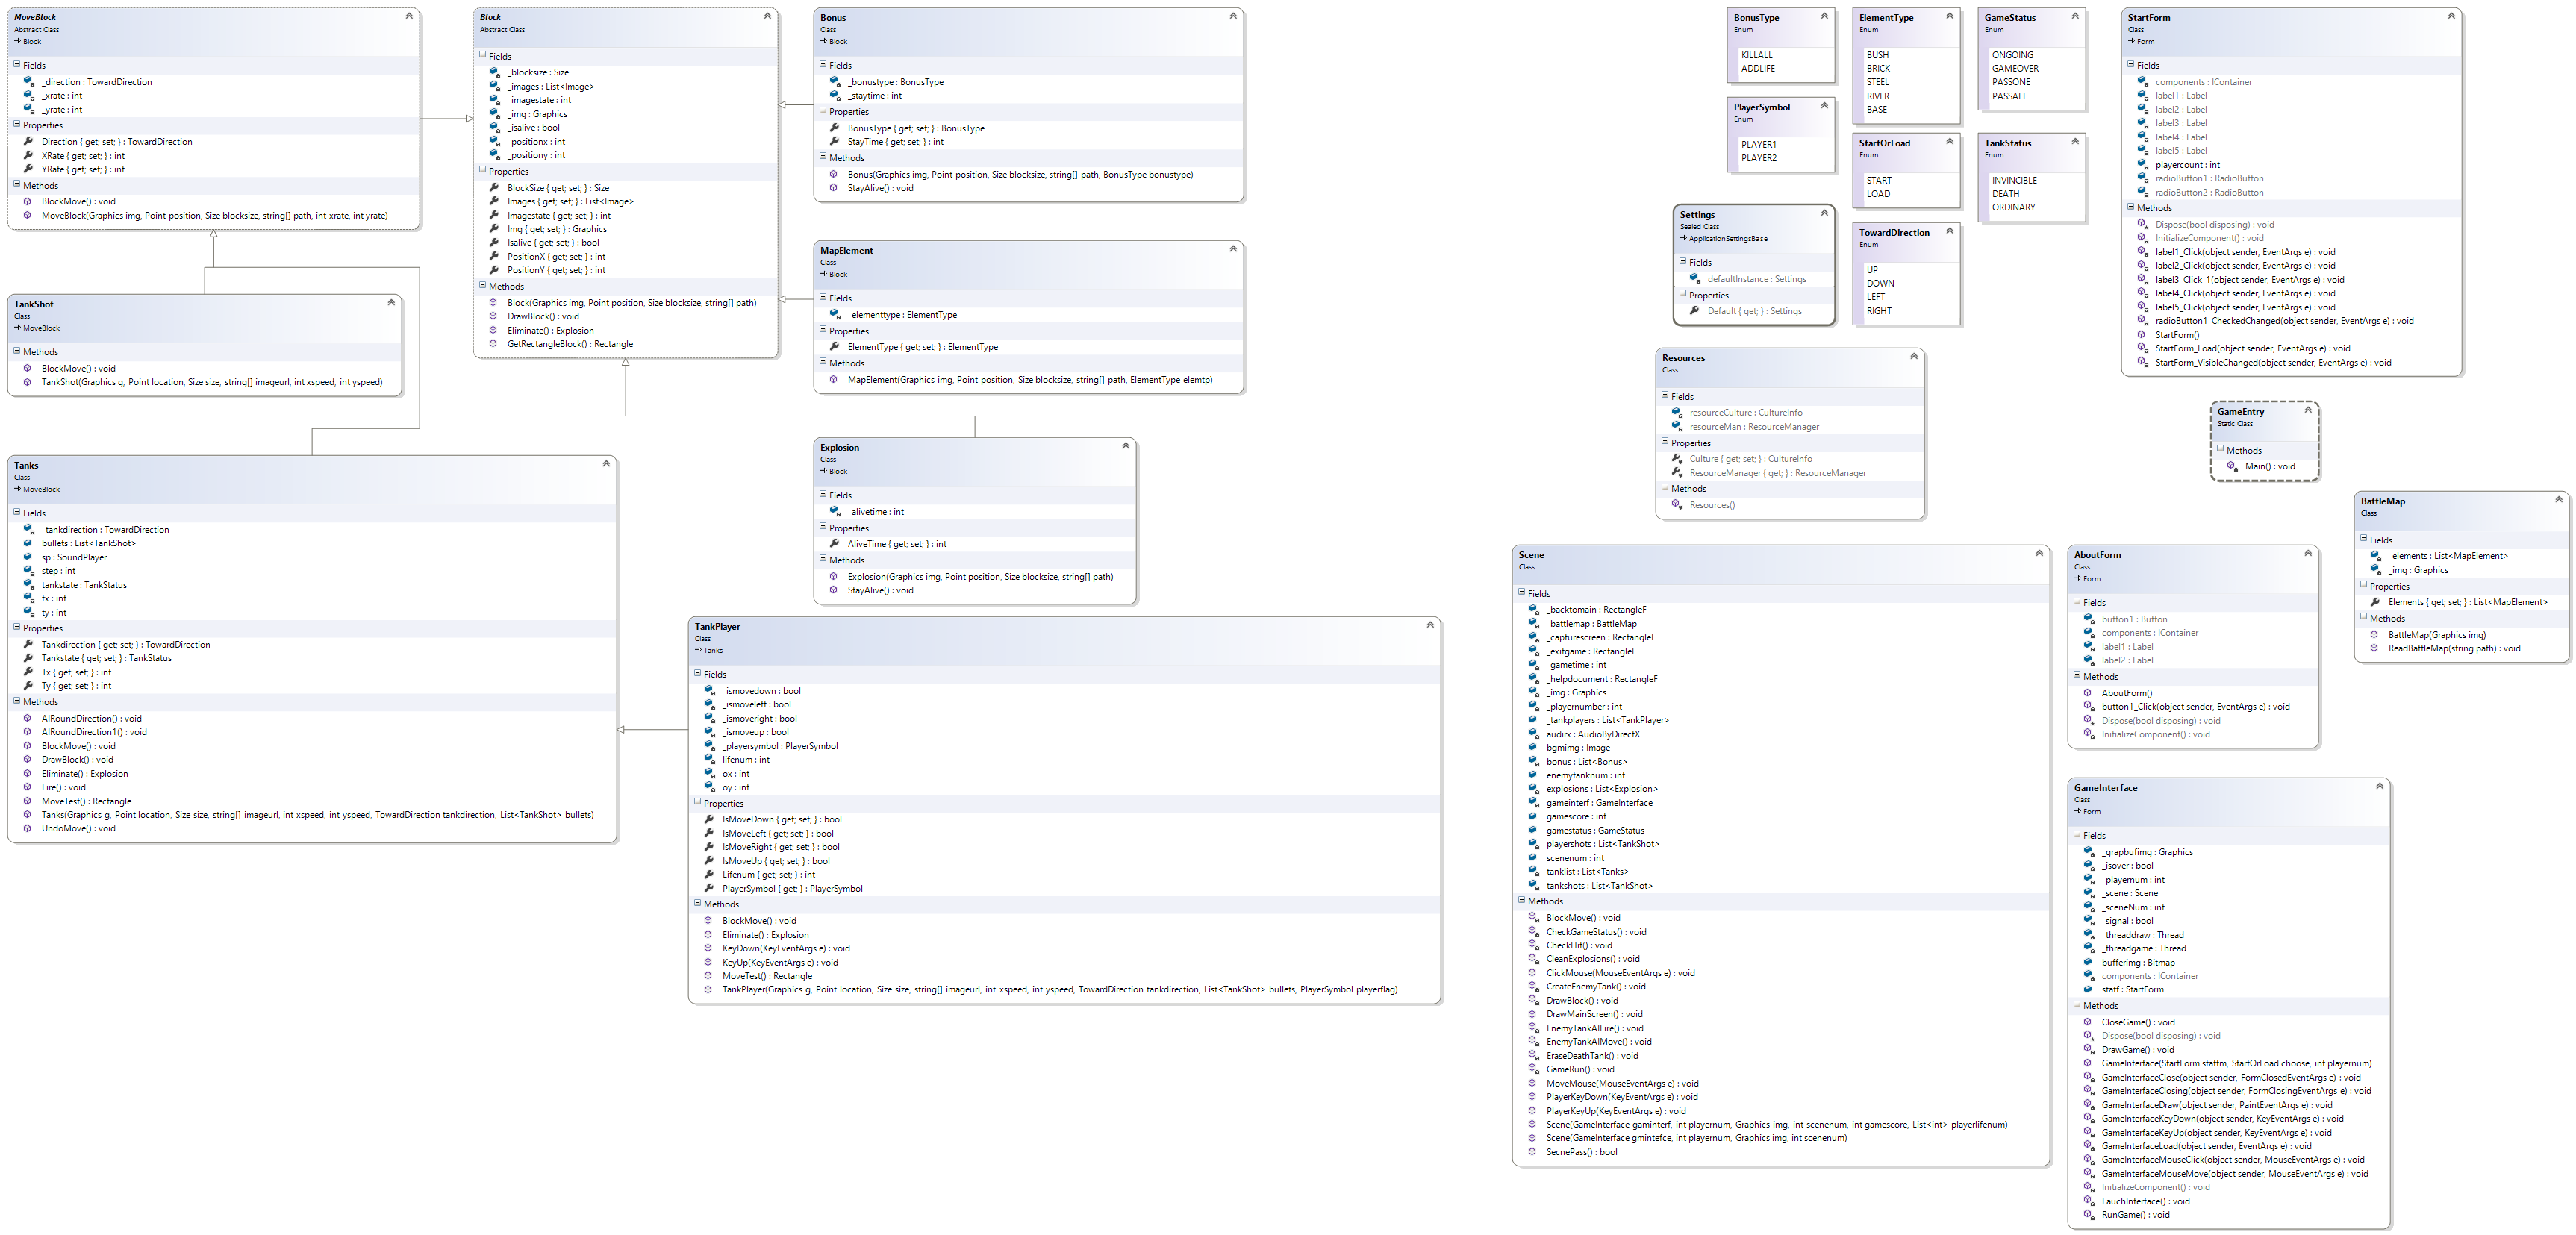 MoveBlock
Abstract Class
Block
Fields
_direction : TowardDirection
_xrate : int
_yrate : int
Properties
Direction { get; set; } : TowardDirection
XRate { get; set; } : int
YRate { get; set; } : int
Methods
BlockMove() : void
MoveBlock(Graphics img, Point position, Size blocksize, string[] path, int xrate, int yrate)
TankShot
Class
MoveBlock
Methods
BlockMove() : void
TankShot(Graphics g, Point location, Size size, string[] imageurl, int xspeed, int yspeed)
Tanks
Class
MoveBlock
Fields
_tankdirection : TowardDirection
bullets : List<TankShot>
sp : SoundPlayer
step : int
tankstate : TankStatus
tx : int
ty : int
Properties
Tankdirection { get; set; } : TowardDirection
Tankstate { get; set; } : TankStatus
Tx { get; set; } : int
Ty { get; set; } : int
Methods
AIRoundDirection() : void
AIRoundDirection1() : void
BlockMove() : void
DrawBlock() : void
Eliminate() : Explosion
Fire() : void
MoveTest() : Rectangle
Tanks(Graphics g, Point location, Size size, string[] imageurl, int xspeed, int yspeed, TowardDirection tankdirection, List<TankShot> bullets)
UndoMove() : void
Block
Abstract Class
Fields
_blocksize : Size
_images : List<Image>
_imagestate : int
_img : Graphics
_isalive : bool
_positionx : int
_positiony : int
Properties
BlockSize { get; set; } : Size
Images { get; set; } : List<Image>
Imagestate { get; set; } : int
Img { get; set; } : Graphics
Isalive { get; set; } : bool
PositionX { get; set; } : int
PositionY { get; set; } : int
Methods
Block(Graphics img, Point position, Size blocksize, string[] path)
DrawBlock() : void
Eliminate() : Explosion
GetRectangleBlock() : Rectangle
Bonus
Class
Block
Fields
_bonustype : BonusType
_staytime : int
Properties
BonusType { get; set; } : BonusType
StayTime { get; set; } : int
Methods
Bonus(Graphics img, Point position, Size blocksize, string[] path, BonusType bonustype)
StayAlive() : void
MapElement
Class
Block
Fields
_elementtype : ElementType
Properties
ElementType { get; set; } : ElementType
Methods
MapElement(Graphics img, Point position, Size blocksize, string[] path, ElementType elemtp)
Explosion
Class
Block
Fields
_alivetime : int
Properties
AliveTime { get; set; } : int
Methods
Explosion(Graphics img, Point position, Size blocksize, string[] path)
StayAlive() : void
TankPlayer
Class
Tanks
Fields
_ismovedown : bool
_ismoveleft : bool
_ismoveright : bool
_ismoveup : bool
_playersymbol : PlayerSymbol
lifenum : int
ox : int
oy : int
Properties
IsMoveDown { get; set; } : bool
IsMoveLeft { get; set; } : bool
IsMoveRight { get; set; } : bool
IsMoveUp { get; set; } : bool
Lifenum { get; set; } : int
PlayerSymbol { get; } : PlayerSymbol
Methods
BlockMove() : void
Eliminate() : Explosion
KeyDown(KeyEventArgs e) : void
KeyUp(KeyEventArgs e) : void
MoveTest() : Rectangle
TankPlayer(Graphics g, Point location, Size size, string[] imageurl, int xspeed, int yspeed, TowardDirection tankdirection, List<TankShot> bullets, PlayerSymbol playerflag)
BonusType
Enum
KILLALL
ADDLIFE
PlayerSymbol
Enum
PLAYER1
PLAYER2
ElementType
Enum
BUSH
BRICK
STEEL
RIVER
BASE
GameStatus
Enum
ONGOING
GAMEOVER
PASSONE
PASSALL
StartOrLoad
Enum
START
LOAD
TankStatus
Enum
INVINCIBLE
DEATH
ORDINARY
Settings
Sealed Class
ApplicationSettingsBase
Fields
defaultInstance : Settings
Properties
Default { get; } : Settings
TowardDirection
Enum
UP
DOWN
LEFT
RIGHT
Resources
Class
Fields
resourceCulture : CultureInfo
resourceMan : ResourceManager
Properties
Culture { get; set; } : CultureInfo
ResourceManager { get; } : ResourceManager
Methods
Resources()
StartForm
Class
Form
Fields
components : IContainer
label1 : Label
label2 : Label
label3 : Label
label4 : Label
label5 : Label
playercount : int
radioButton1 : RadioButton
radioButton2 : RadioButton
Methods
Dispose(bool disposing) : void
InitializeComponent() : void
label1_Click(object sender, EventArgs e) : void
label2_Click(object sender, EventArgs e) : void
label3_Click_1(object sender, EventArgs e) : void
label4_Click(object sender, EventArgs e) : void
label5_Click(object sender, EventArgs e) : void
radioButton1_CheckedChanged(object sender, EventArgs e) : void
StartForm()
StartForm_Load(object sender, EventArgs e) : void
StartForm_VisibleChanged(object sender, EventArgs e) : void
GameEntry
Static Class
Methods
Main() : void
BattleMap
Class
Fields
_elements : List<MapElement>
_img : Graphics
Properties
Elements { get; set; } : List<MapElement>
Methods
BattleMap(Graphics img)
ReadBattleMap(string path) : void
Scene
Class
Fields
_backtomain : RectangleF
_battlemap : BattleMap
_capturescreen : RectangleF
_exitgame : RectangleF
_gametime : int
_helpdocument : RectangleF
_img : Graphics
_playernumber : int
_tankplayers : List<TankPlayer>
audirx : AudioByDirectX
bgmimg : Image
bonus : List<Bonus>
enemytanknum : int
explosions : List<Explosion>
gameinterf : GameInterface
gamescore : int
gamestatus : GameStatus
playershots : List<TankShot>
scenenum : int
tanklist : List<Tanks>
tankshots : List<TankShot>
Methods
BlockMove() : void
CheckGameStatus() : void
CheckHit() : void
CleanExplosions() : void
ClickMouse(MouseEventArgs e) : void
CreateEnemyTank() : void
DrawBlock() : void
DrawMainScreen() : void
EnemyTankAIFire() : void
EnemyTankAIMove() : void
EraseDeathTank() : void
GameRun() : void
MoveMouse(MouseEventArgs e) : void
PlayerKeyDown(KeyEventArgs e) : void
PlayerKeyUp(KeyEventArgs e) : void
Scene(GameInterface gaminterf, int playernum, Graphics img, int scenenum, int gamescore, List<int> playerlifenum)
Scene(GameInterface gmintefce, int playernum, Graphics img, int scenenum)
SecnePass() : bool
AboutForm
Class
Form
Fields
button1 : Button
components : IContainer
label1 : Label
label2 : Label
Methods
AboutForm()
button1_Click(object sender, EventArgs e) : void
Dispose(bool disposing) : void
InitializeComponent() : void
GameInterface
Class
Form
Fields
_grapbufimg : Graphics
_isover : bool
_playernum : int
_scene : Scene
_sceneNum : int
_signal : bool
_threaddraw : Thread
_threadgame : Thread
bufferimg : Bitmap
components : IContainer
statf : StartForm
Methods
CloseGame() : void
Dispose(bool disposing) : void
DrawGame() : void
GameInterface(StartForm statfm, StartOrLoad choose, int playernum)
GameInterfaceClose(object sender, FormClosedEventArgs e) : void
GameInterfaceClosing(object sender, FormClosingEventArgs e) : void
GameInterfaceDraw(object sender, PaintEventArgs e) : void
GameInterfaceKeyDown(object sender, KeyEventArgs e) : void
GameInterfaceKeyUp(object sender, KeyEventArgs e) : void
GameInterfaceLoad(object sender, EventArgs e) : void
GameInterfaceMouseClick(object sender, MouseEventArgs e) : void
GameInterfaceMouseMove(object sender, MouseEventArgs e) : void
InitializeComponent() : void
LauchInterface() : void
RunGame() : void